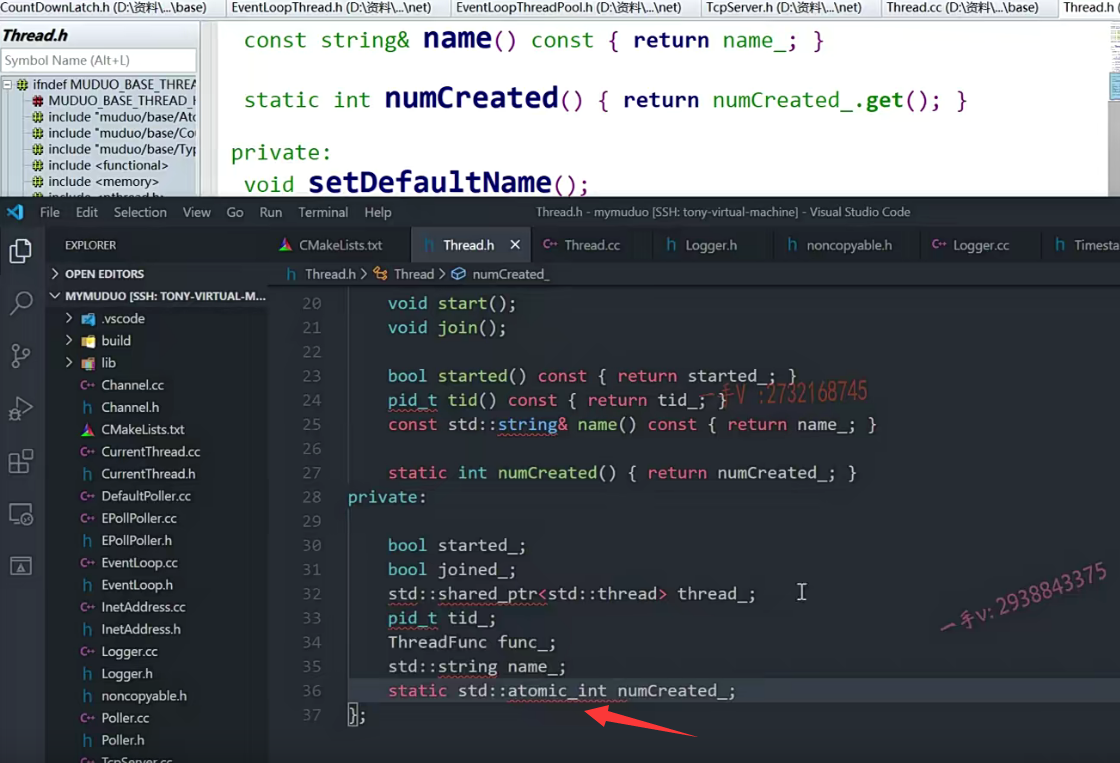 CountDownLatch.h (D:\资料\...\base) EventLoopThread.h (D:\资料\...\net) EventLoopThreadPool.h (D:\资料\...\net) TcpServer.h (D:\资料\...\net) Thread.cc (D:\资料\...\base) Thread.h
Thread.h
Symbol Name (Alt+L)
ifndef MUDUO_BASE_THREA
MUDUO_BASE_THREAD_
include "muduo/base/Ato
include "muduo/base/Co
include "muduo/base/Typ
include <functional>
include <memory>
const string& name() const { return name_; }
static int numCreated() { return numCreated_.get(); }
private:
void setDefaultName();
File Edit Selection View Go Run Terminal Help Thread.h - mymuduo [SSH: tony-virtual-machine] - Visual Studio Code
EXPLORER
OPEN EDITORS
MYMUDUO [SSH: TONY-VIRTUAL-M...
.vscode
build
lib
Channel.cc
Channel.h
CMakeLists.txt
CurrentThread.cc
CurrentThread.h
DefaultPoller.cc
EPollPoller.cc
EPollPoller.h
EventLoop.cc
EventLoop.h
InetAddress.cc
InetAddress.h
Logger.cc
Logger.h
noncopyable.h
Poller.cc
Poller.h
TcpServer.cc
CMakeLists.txt Thread.h Thread.cc Logger.h noncopyable.h Logger.cc Timesta
Thread.h > Thread > numCreated_
20 void start();
21 void join();
22
23 bool started() const { return started_; }
24 pid_t tid() const { return tid_; }
25 const std::string& name() const { return name_; }
26
27 static int numCreated() { return numCreated_; }
28 private:
29
30 bool started_;
31 bool joined_;
32 std::shared_ptr<std::thread> thread_;
33 pid_t tid_;
34 ThreadFunc func_;
35 std::string name_;
36 static std::atomic_int numCreated_;
37 };
一手V :2732168745
一手v: 2938843375